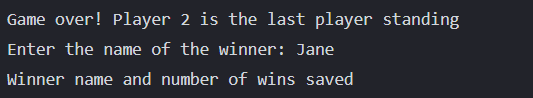 Game over! Player 2 is the last player standing
Enter the name of the winner: Jane
Winner name and number of wins saved